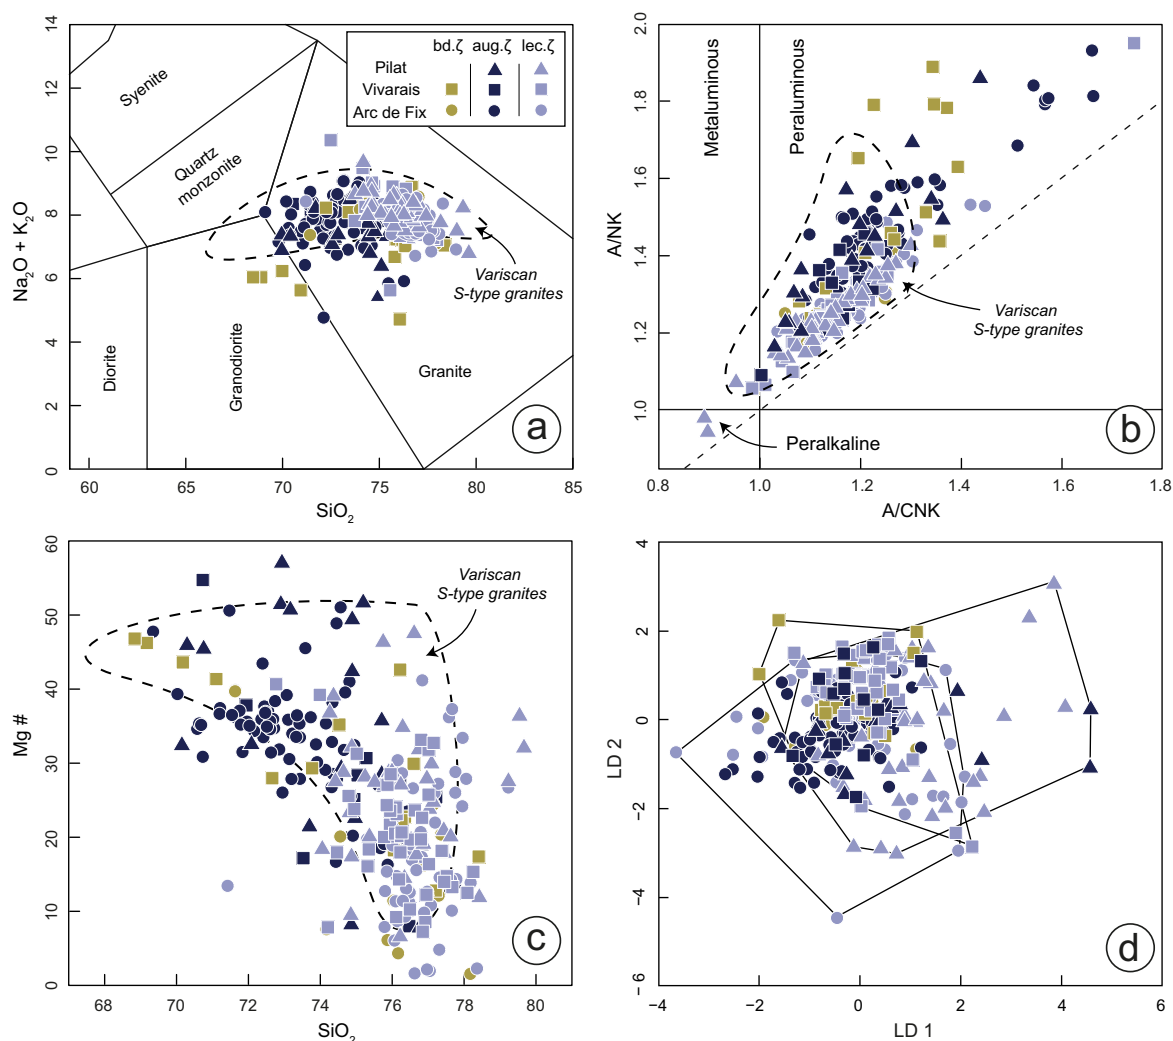 14
12
10
8
6
4
2
0
Na2O + K2O
60
65
70
75
80
85
SiO2
Syenite
Quartz
monzonite
Diorite
Granodiorite
Granite
bd.ζ aug.ζ lec.ζ
Pilat
Vivarais
Arc de Fix
Variscan
S-type granites
a
2.0
1.8
1.6
1.4
1.2
1.0
A/NK
0.8
1.0
1.2
1.4
1.6
1.8
A/CNK
Metaluminous
Peraluminous
Variscan
S-type granites
Peralkaline
b
60
50
40
30
20
10
0
Mg #
68
70
72
74
76
78
80
SiO2
Variscan
S-type granites
c
4
2
0
−2
−4
−6
LD 2
−4
−2
0
2
4
6
LD 1
d